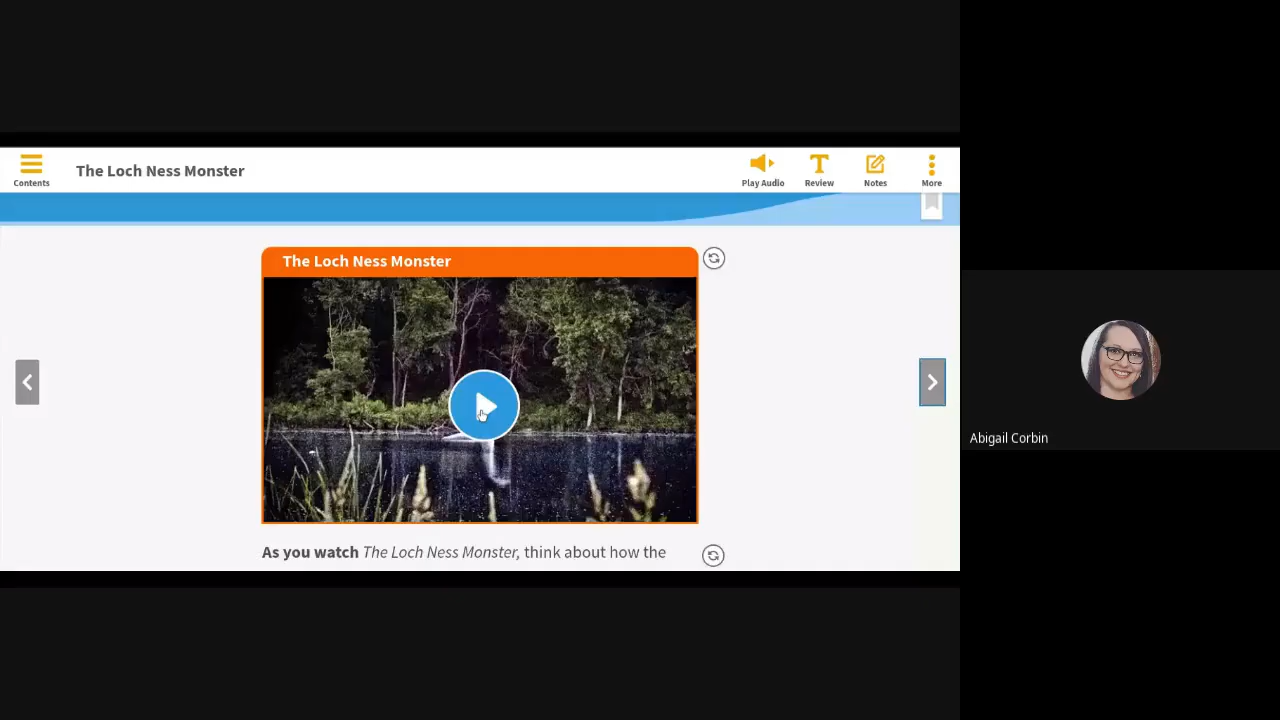 Contents
The Loch Ness Monster
Play Audio
Review
Notes
More
The Loch Ness Monster
As you watch The Loch Ness Monster, think about how the
Abigail Corbin